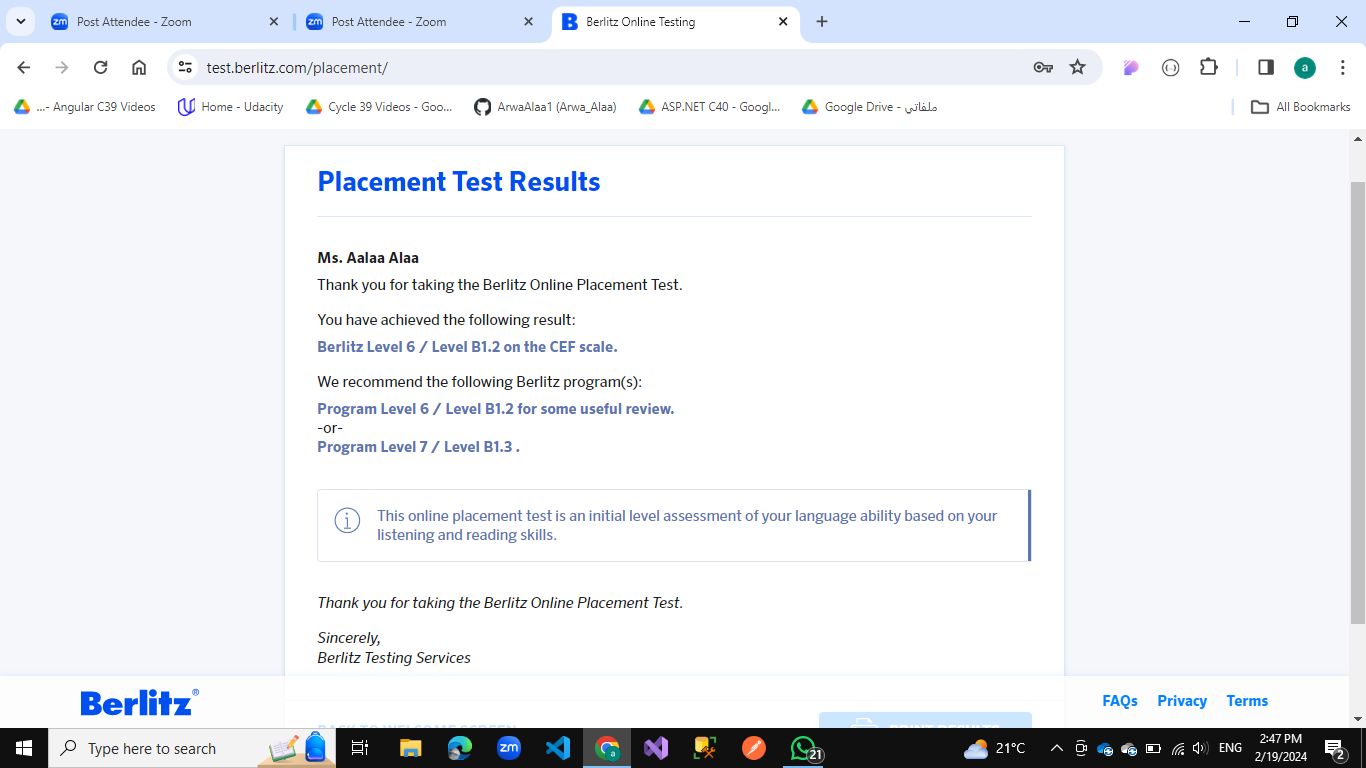 Post Attendee - Zoom
Post Attendee - Zoom
Berlitz Online Testing
test.berlitz.com/placement/
a
...- Angular C39 Videos
Home - Udacity
Cycle 39 Videos - Goo...
ArwaAlaa1 (Arwa_Alaa)
ASP.NET C40 - Googl...
Google Drive - ملفاتي
All Bookmarks
Placement Test Results
Ms. Aalaa Alaa
Thank you for taking the Berlitz Online Placement Test.
You have achieved the following result:
Berlitz Level 6 / Level B1.2 on the CEF scale.
We recommend the following Berlitz program(s):
Program Level 6 / Level B1.2 for some useful review.
-or-
Program Level 7 / Level B1.3 .
This online placement test is an initial level assessment of your language ability based on your
listening and reading skills.
Thank you for taking the Berlitz Online Placement Test.
Sincerely,
Berlitz Testing Services
Berlitz®
FAQs
Privacy
Terms
BACK TO WELCOME SCREEN
PRINT RESULTS
Type here to search
zm
21
21°C
ENG
2:47 PM
2/19/2024
2